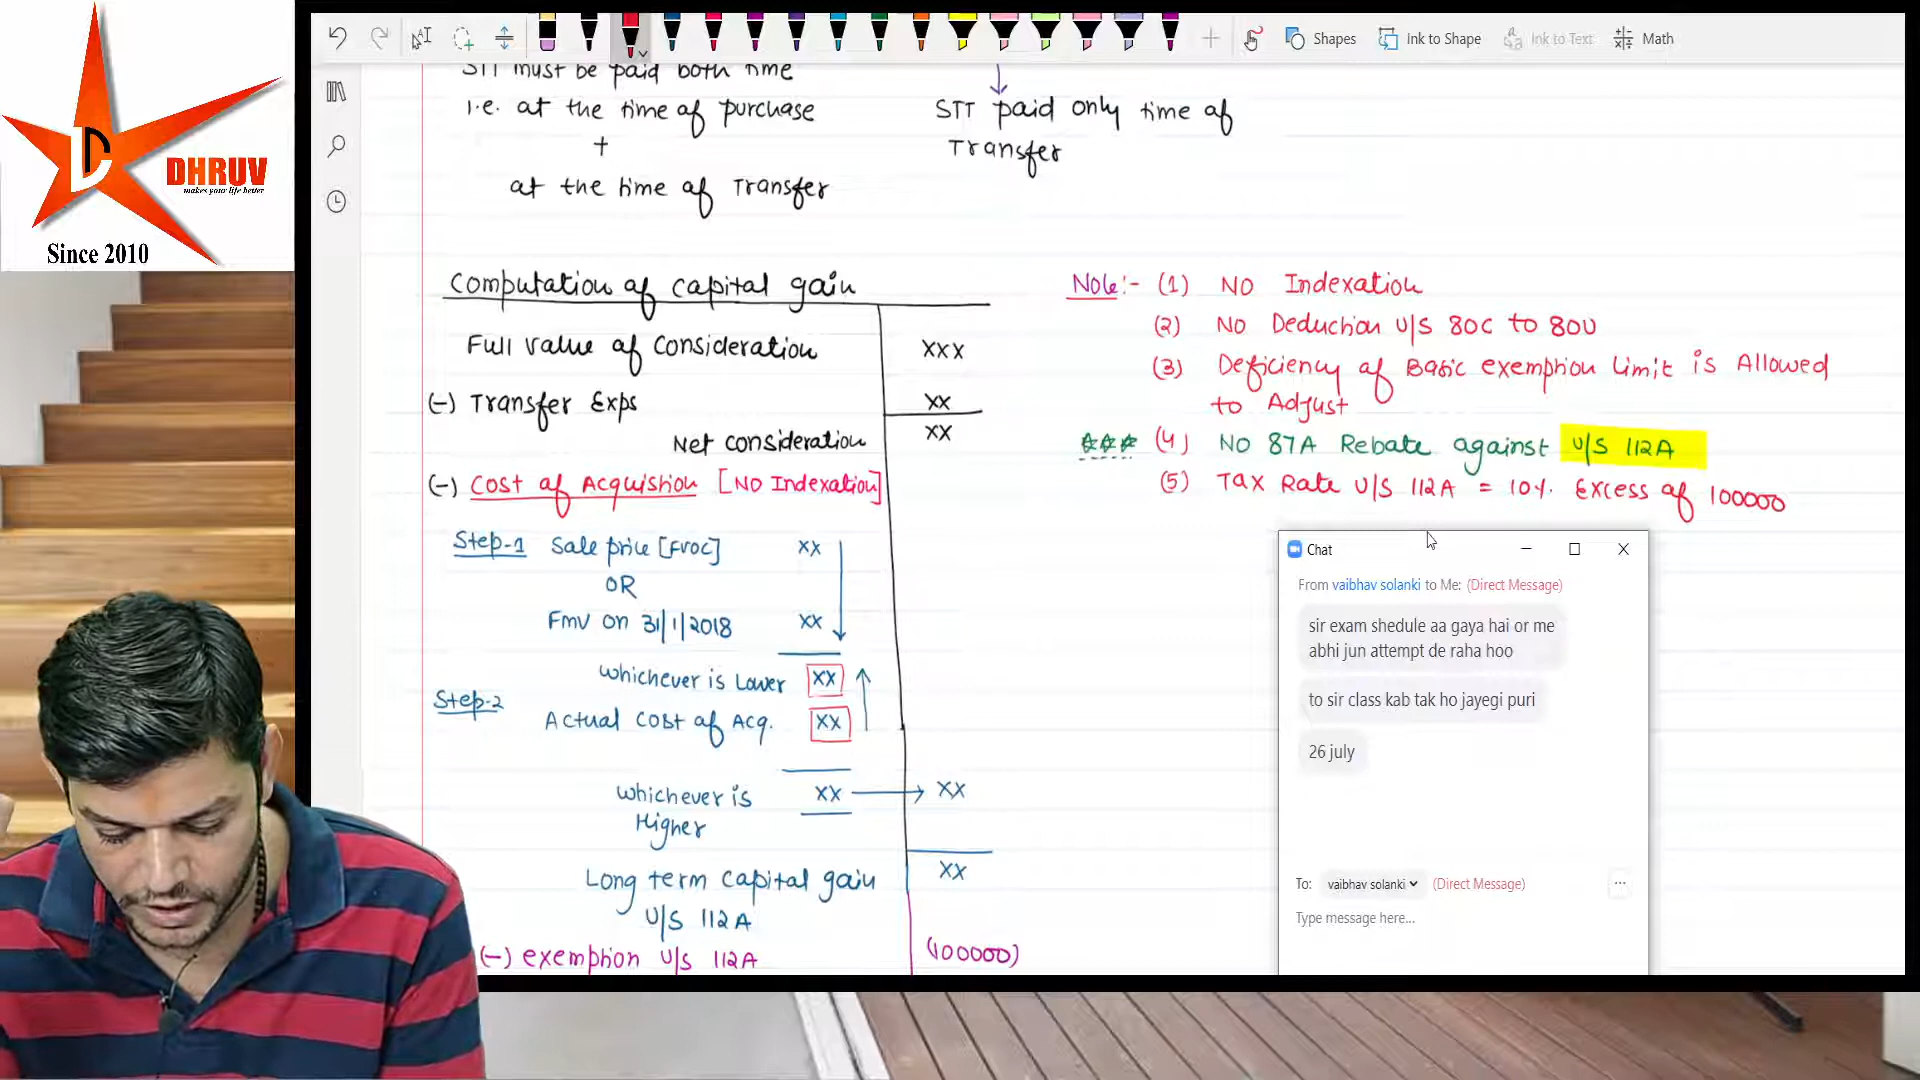 DHRUV
makes your life better
Since 2010
Shapes
Ink to Shape
Ink to Text
Math
STT must be paid both time
i.e. at the time of purchase
+
at the time of Transfer
STT paid only time of
Transfer
Computation of capital gain
Full value of Consideration XXX
(-) Transfer Exps XX
Net consideration XX
(-) Cost of Acquistion [NO Indexation]
Step-1 Sale price [FVOC] XX
OR
FMV on 31/1/2018 XX
whichever is Lower XX
Step-2 Actual Cost of Acq. XX
whichever is XX → XX
Higher
Long term capital gain XX
U/S 112A
(-) exemption U/S 112A (100000)
Note:- (1) NO Indexation
(2) NO Deduction U/S 80C to 80U
(3) Deficiency of Basic exemption Limit is Allowed
to Adjust
(4) NO 87A Rebate against U/S 112A
(5) Tax Rate U/S 112A = 10% Excess of 100000
Chat
From vaibhav solanki to Me: (Direct Message)
sir exam shedule aa gaya hai or me
abhi jun attempt de raha hoo
to sir class kab tak ho jayegi puri
26 july
To: vaibhav solanki (Direct Message)
...
Type message here...